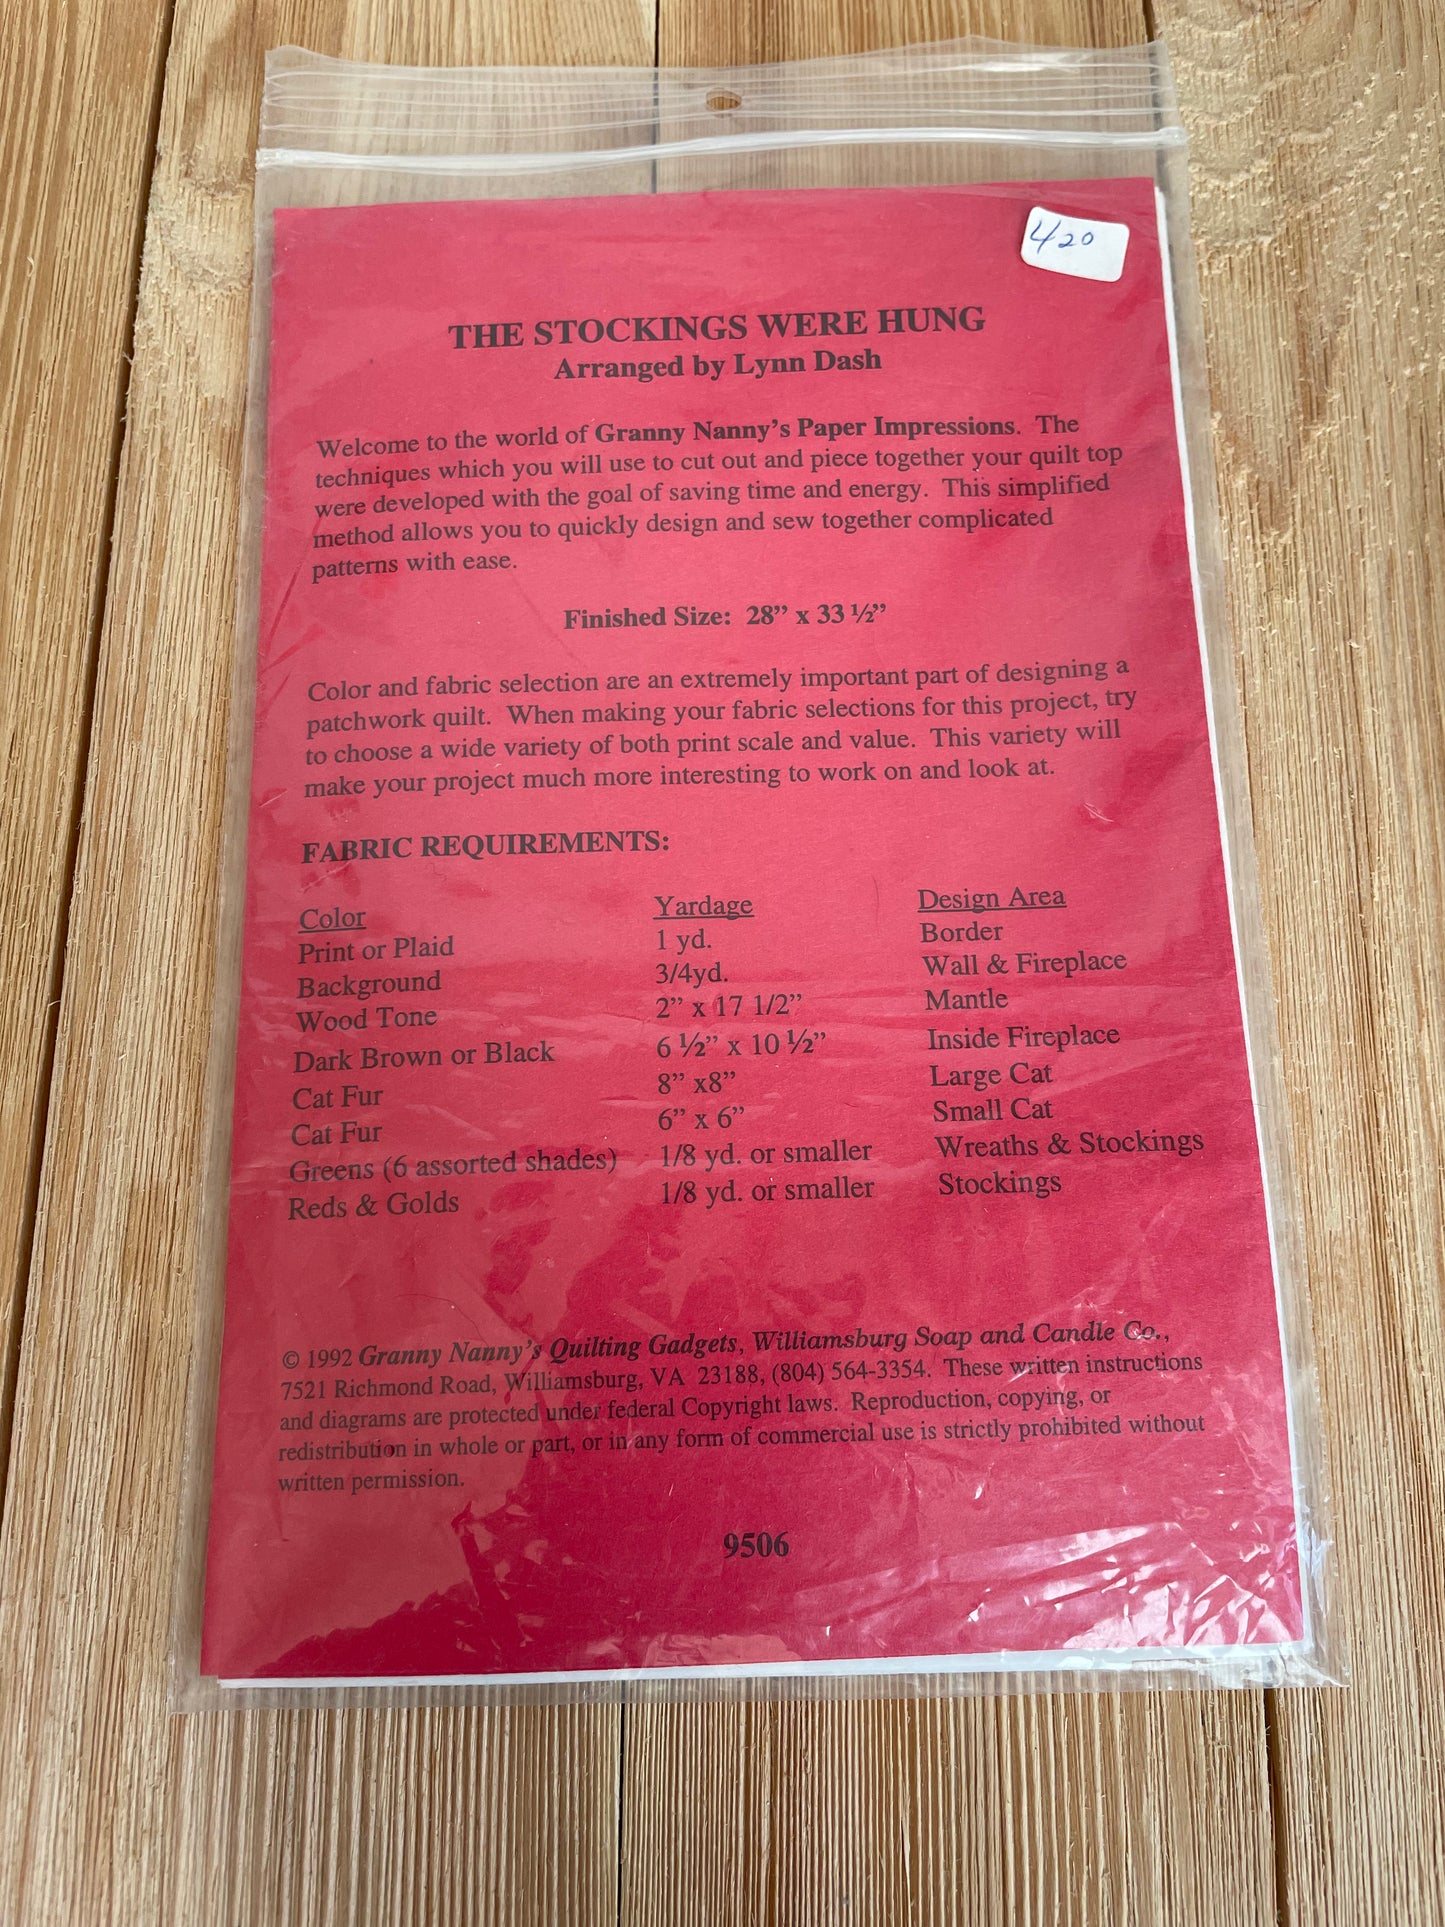 420
THE STOCKINGS WERE HUNG
Arranged by Lynn Dash
Welcome to the world of Granny Nanny's Paper Impressions. The
techniques which you will use to cut out and piece together your quilt top
were developed with the goal of saving time and energy. This simplified
method allows you to quickly design and sew together complicated
patterns with ease.
Finished Size: 28” x 33 ½”
Color and fabric selection are an extremely important part of designing a
patchwork quilt. When making your fabric selections for this project, try
to choose a wide variety of both print scale and value. This variety will
make your project much more interesting to work on and look at.
FABRIC REQUIREMENTS:
Color Yardage Design Area
Print or Plaid 1 yd. Border
Background 3/4yd. Wall & Fireplace
Wood Tone 2” x 17 1/2” Mantle
Dark Brown or Black 6 ½” x 10 ½” Inside Fireplace
Cat Fur 8” x8” Large Cat
Cat Fur 6” x 6” Small Cat
Greens (6 assorted shades) 1/8 yd. or smaller Wreaths & Stockings
Reds & Golds 1/8 yd. or smaller Stockings
© 1992 Granny Nanny's Quilting Gadgets, Williamsburg Soap and Candle Co.,
7521 Richmond Road, Williamsburg, VA 23188, (804) 564-3354. These written instructions
and diagrams are protected under federal Copyright laws. Reproduction, copying, or
redistribution in whole or part, or in any form of commercial use is strictly prohibited without
written permission.
9506